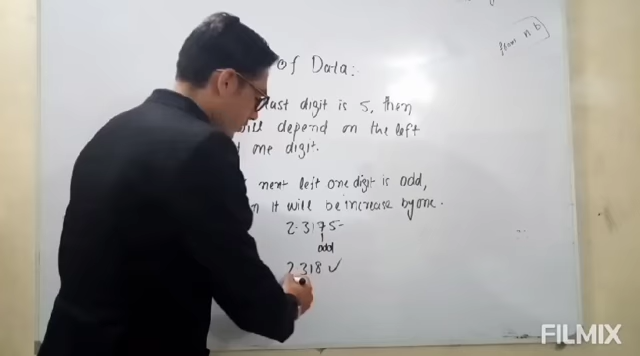 from n b
of Data:
last digit is 5, then
will depend on the left
one digit.
next left one digit is odd,
it will be increase by one.
2.3175
odd
2.318 ✓
FILMIX